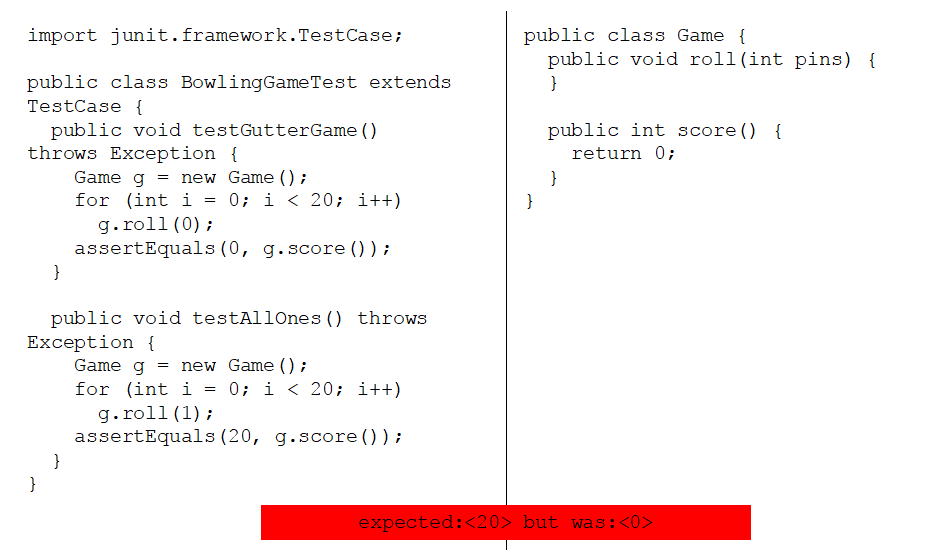 import junit.framework.TestCase;
public class BowlingGameTest extends
TestCase {
public void testGutterGame()
throws Exception {
Game g = new Game();
for (int i = 0; i < 20; i++)
g.roll(0);
assertEquals(0, g.score());
}
public void testAllOnes() throws
Exception {
Game g = new Game();
for (int i = 0; i < 20; i++)
g.roll(1);
assertEquals(20, g.score());
}
}
public class Game {
public void roll(int pins) {
}
public int score() {
return 0;
}
}
expected:<20> but was:<0>